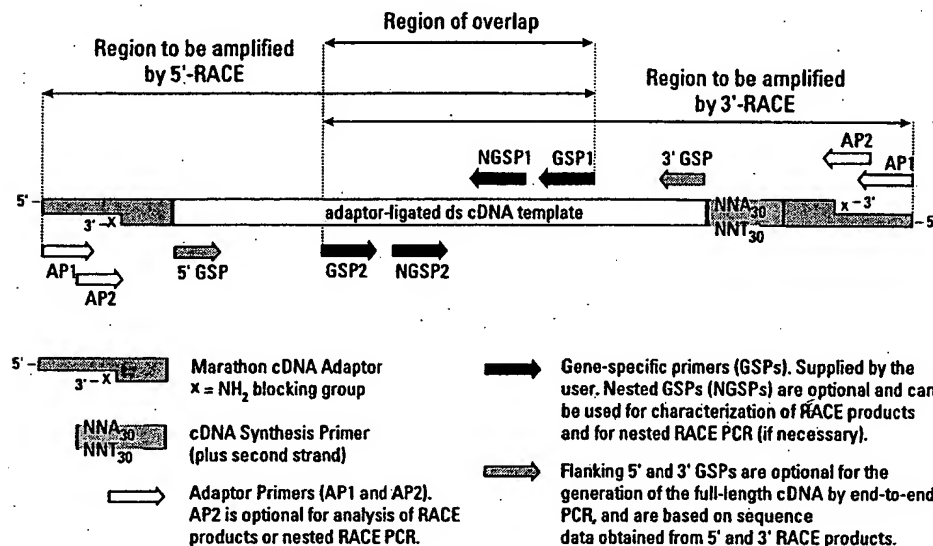 Region of overlap
Region to be amplified
by 5'-RACE
Region to be amplified
by 3'-RACE
AP2
AP1
NGSP1
GSP1
3' GSP
5'
3'
x
adaptor-ligated ds cDNA template
NNA30
NNT30
x – 3'
5'
AP1
AP2
5' GSP
GSP2
NGSP2
5'
3' – x
Marathon cDNA Adaptor
x = NH2 blocking group
NNA30
NNT30
cDNA Synthesis Primer
(plus second strand)
Adaptor Primers (AP1 and AP2).
AP2 is optional for analysis of RACE
products or nested RACE PCR.
Gene-specific primers (GSPs). Supplied by the
user. Nested GSPs (NGSPs) are optional and can
be used for characterization of RACE products
and for nested RACE PCR (if necessary).
Flanking 5' and 3' GSPs are optional for the
generation of the full-length cDNA by end-to-end
PCR, and are based on sequence
data obtained from 5' and 3' RACE products.